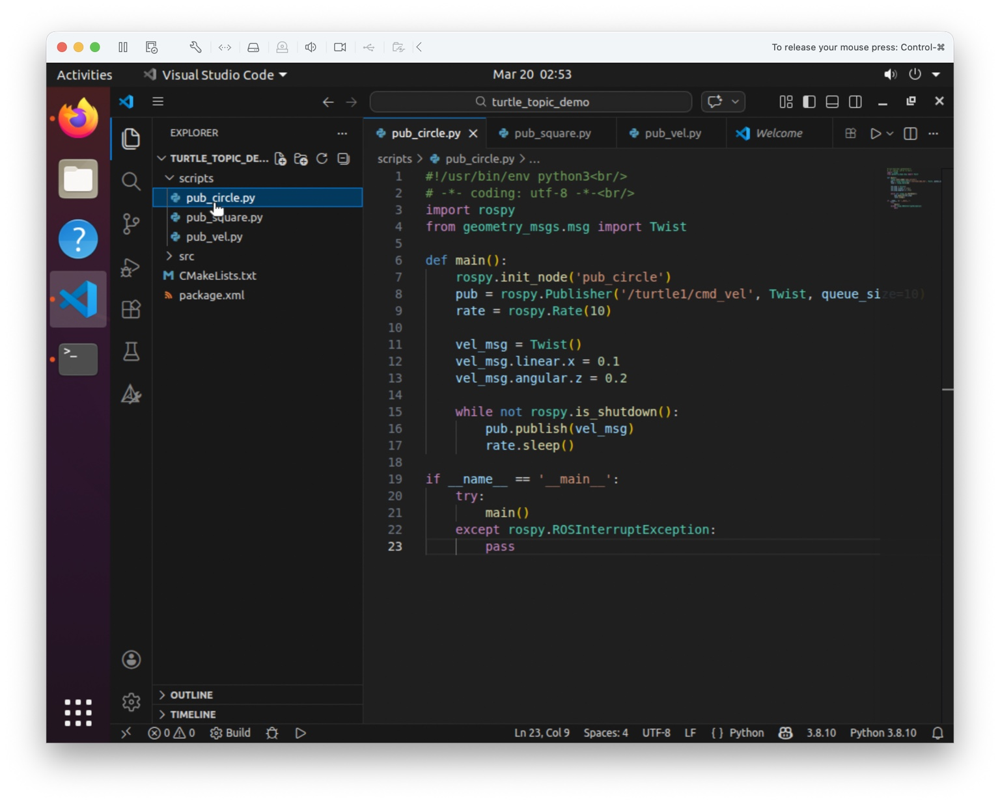 To release your mouse press: Control-⌘
Activities
Visual Studio Code
Mar 20 02:53
turtle_topic_demo
EXPLORER
pub_circle.py
pub_square.py
pub_vel.py
Welcome
TURTLE_TOPIC_DE...
scripts
pub_circle.py
pub_square.py
pub_vel.py
src
CMakeLists.txt
package.xml
OUTLINE
TIMELINE
scripts > pub_circle.py > ...
1 #!/usr/bin/env python3<br/>
2 # -*- coding: utf-8 -*-<br/>
3 import rospy
4 from geometry_msgs.msg import Twist
5
6 def main():
7 rospy.init_node('pub_circle')
8 pub = rospy.Publisher('/turtle1/cmd_vel', Twist, queue_size=10)
9 rate = rospy.Rate(10)
10
11 vel_msg = Twist()
12 vel_msg.linear.x = 0.1
13 vel_msg.angular.z = 0.2
14
15 while not rospy.is_shutdown():
16 pub.publish(vel_msg)
17 rate.sleep()
18
19 if __name__ == '__main__':
20 try:
21 main()
22 except rospy.ROSInterruptException:
23 pass
0 0 Build
Ln 23, Col 9 Spaces: 4 UTF-8 LF { } Python 3.8.10 Python 3.8.10